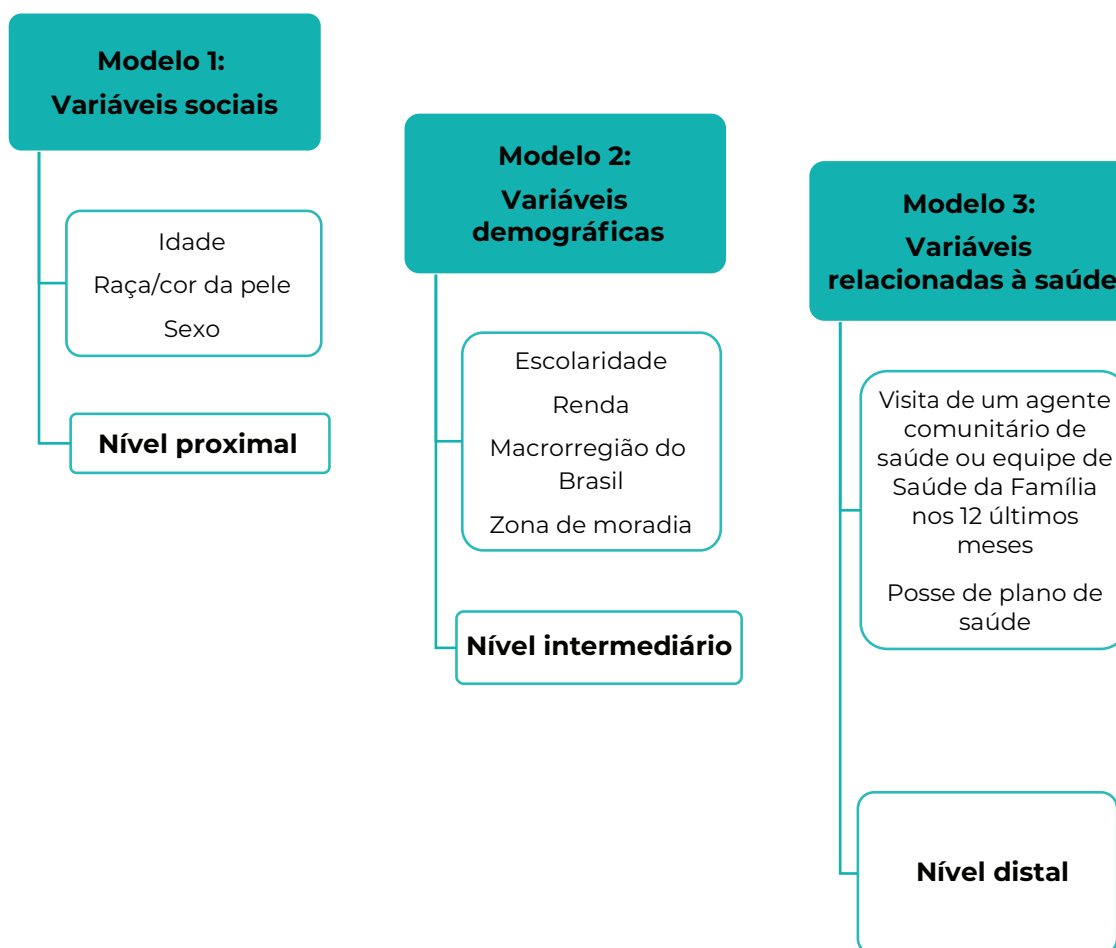 Modelo 1:
Variáveis sociais
Idade
Raça/cor da pele
Sexo
Nível proximal
Modelo 2:
Variáveis
demográficas
Escolaridade
Renda
Macrorregião do
Brasil
Zona de moradia
Nível intermediário
Modelo 3:
Variáveis
relacionadas à saúde
Visita de um agente
comunitário de
saúde ou equipe de
Saúde da Família
nos 12 últimos
meses
Posse de plano de
saúde
Nível distal